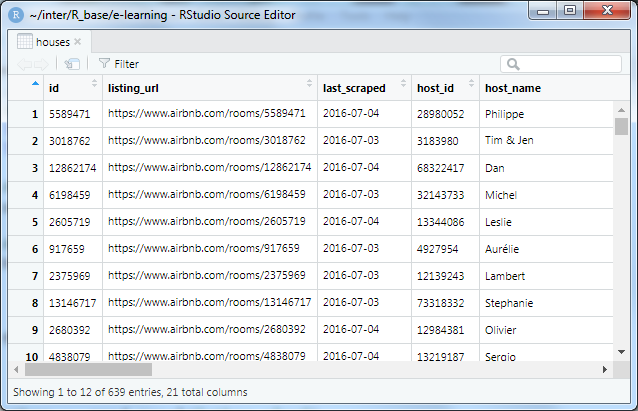 ~/inter/R_base/e-learning - RStudio Source Editor
houses
Filter
id listing_url last_scraped host_id host_name
1 5589471 https://www.airbnb.com/rooms/5589471 2016-07-04 28980052 Philippe
2 3018762 https://www.airbnb.com/rooms/3018762 2016-07-03 3183980 Tim & Jen
3 12862174 https://www.airbnb.com/rooms/12862174 2016-07-04 68322417 Dan
4 6198459 https://www.airbnb.com/rooms/6198459 2016-07-04 32143733 Michel
5 2605719 https://www.airbnb.com/rooms/2605719 2016-07-04 13344086 Leslie
6 917659 https://www.airbnb.com/rooms/917659 2016-07-03 4927954 Aurélie
7 2375969 https://www.airbnb.com/rooms/2375969 2016-07-03 12139243 Lambert
8 13146717 https://www.airbnb.com/rooms/13146717 2016-07-03 73318332 Stephanie
9 2680392 https://www.airbnb.com/rooms/2680392 2016-07-03 12984381 Olivier
10 4838079 https://www.airbnb.com/rooms/4838079 2016-07-04 13219187 Sergio
Showing 1 to 12 of 639 entries, 21 total columns